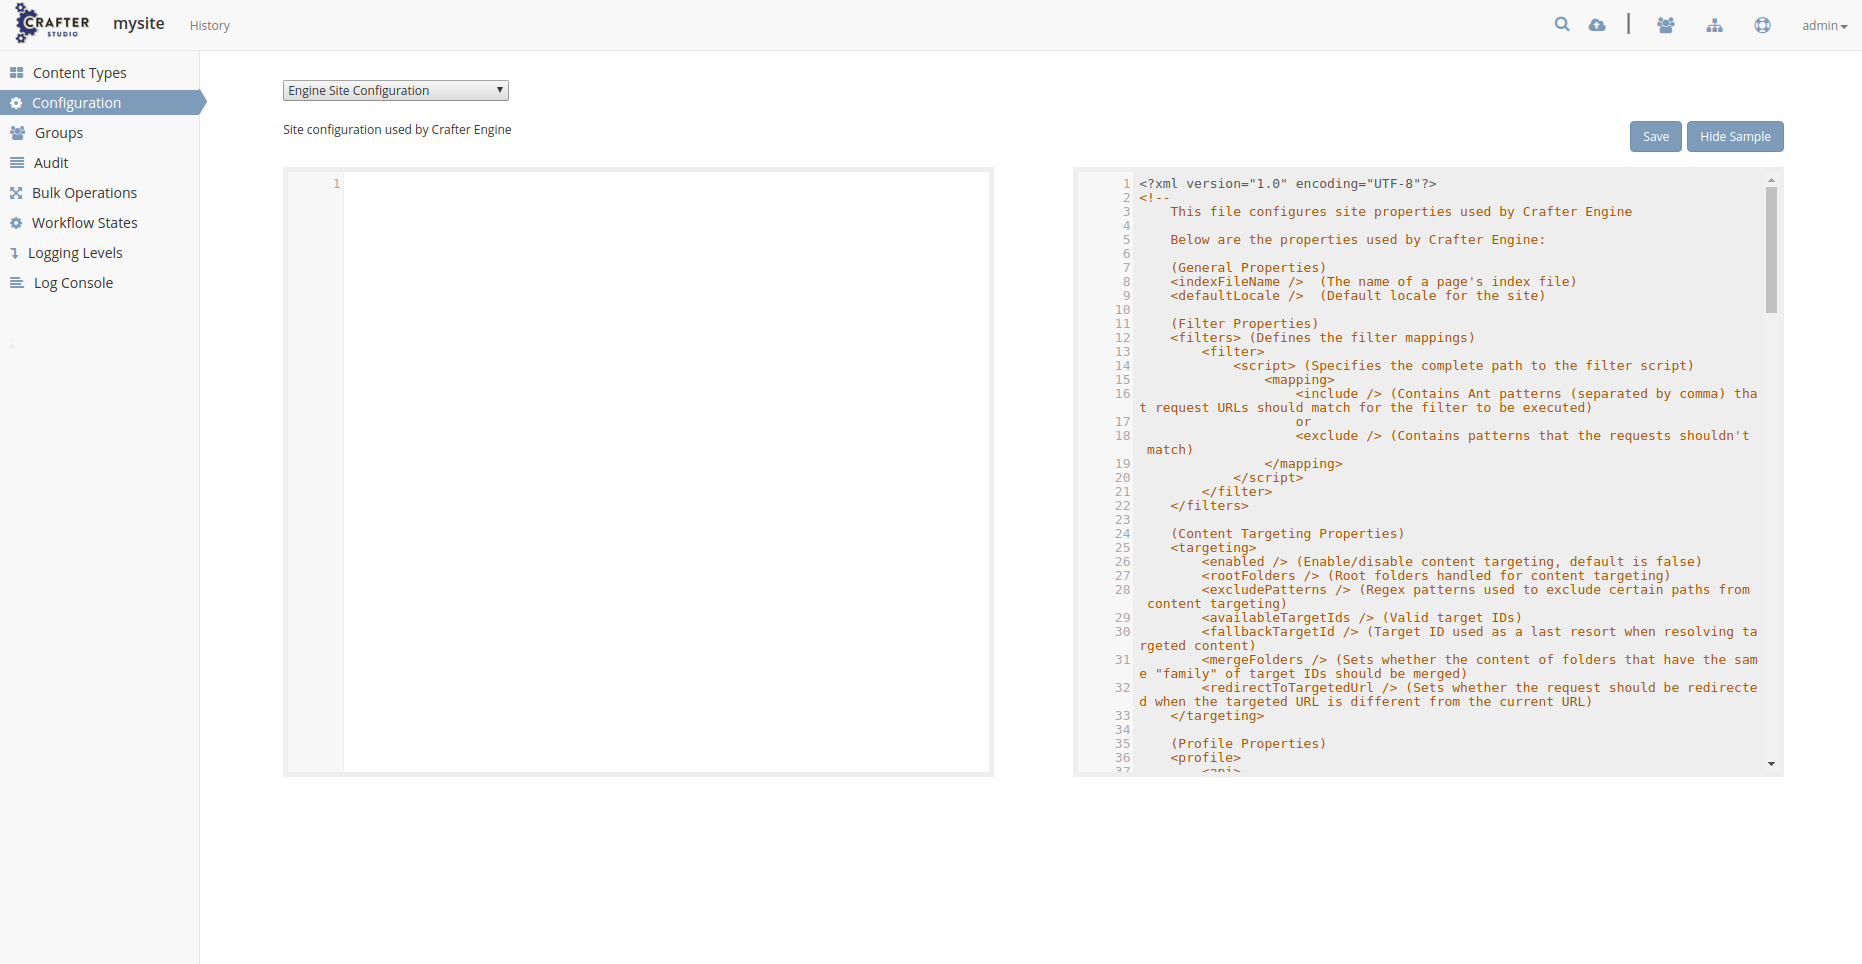 CRAFTER
STUDIO
mysite
History
admin
Content Types
Configuration
Groups
Audit
Bulk Operations
Workflow States
Logging Levels
Log Console
Engine Site Configuration
Site configuration used by Crafter Engine
Save
Hide Sample
1
1 <?xml version="1.0" encoding="UTF-8"?>
2 <!--
3 This file configures site properties used by Crafter Engine
4
5 Below are the properties used by Crafter Engine:
6
7 (General Properties)
8 <indexFileName />  (The name of a page's index file)
9 <defaultLocale />  (Default locale for the site)
10
11 (Filter Properties)
12 <filters> (Defines the filter mappings)
13 <filter>
14 <script> (Specifies the complete path to the filter script)
15 <mapping>
16 <include /> (Contains Ant patterns (separated by comma) tha
t request URLs should match for the filter to be executed)
17 or
18 <exclude /> (Contains patterns that the requests shouldn't
match)
19 </mapping>
20 </script>
21 </filter>
22 </filters>
23
24 (Content Targeting Properties)
25 <targeting>
26 <enabled /> (Enable/disable content targeting, default is false)
27 <rootFolders /> (Root folders handled for content targeting)
28 <excludePatterns /> (Regex patterns used to exclude certain paths from
content targeting)
29 <availableTargetIds /> (Valid target IDs)
30 <fallbackTargetId /> (Target ID used as a last resort when resolving ta
rgeted content)
31 <mergeFolders /> (Sets whether the content of folders that have the sam
e "family" of target IDs should be merged)
32 <redirectToTargetedUrl /> (Sets whether the request should be redirecte
d when the targeted URL is different from the current URL)
33 </targeting>
34
35 (Profile Properties)
36 <profile>
37 <api>